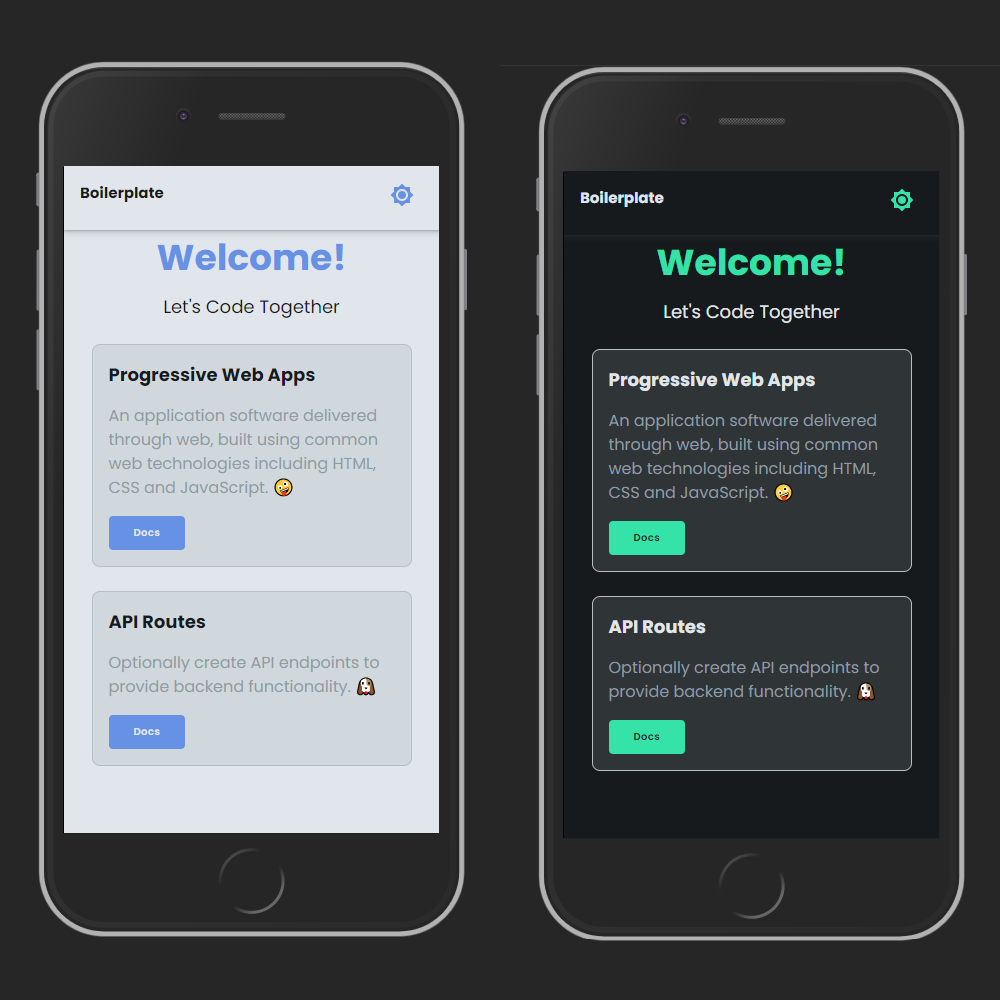 Boilerplate
Welcome!
Let's Code Together
Progressive Web Apps
An application software delivered
through web, built using common
web technologies including HTML,
CSS and JavaScript. 🤪
Docs
API Routes
Optionally create API endpoints to
provide backend functionality. 🐶
Docs
Boilerplate
Welcome!
Let's Code Together
Progressive Web Apps
An application software delivered
through web, built using common
web technologies including HTML,
CSS and JavaScript. 🤪
Docs
API Routes
Optionally create API endpoints to
provide backend functionality. 🐶
Docs